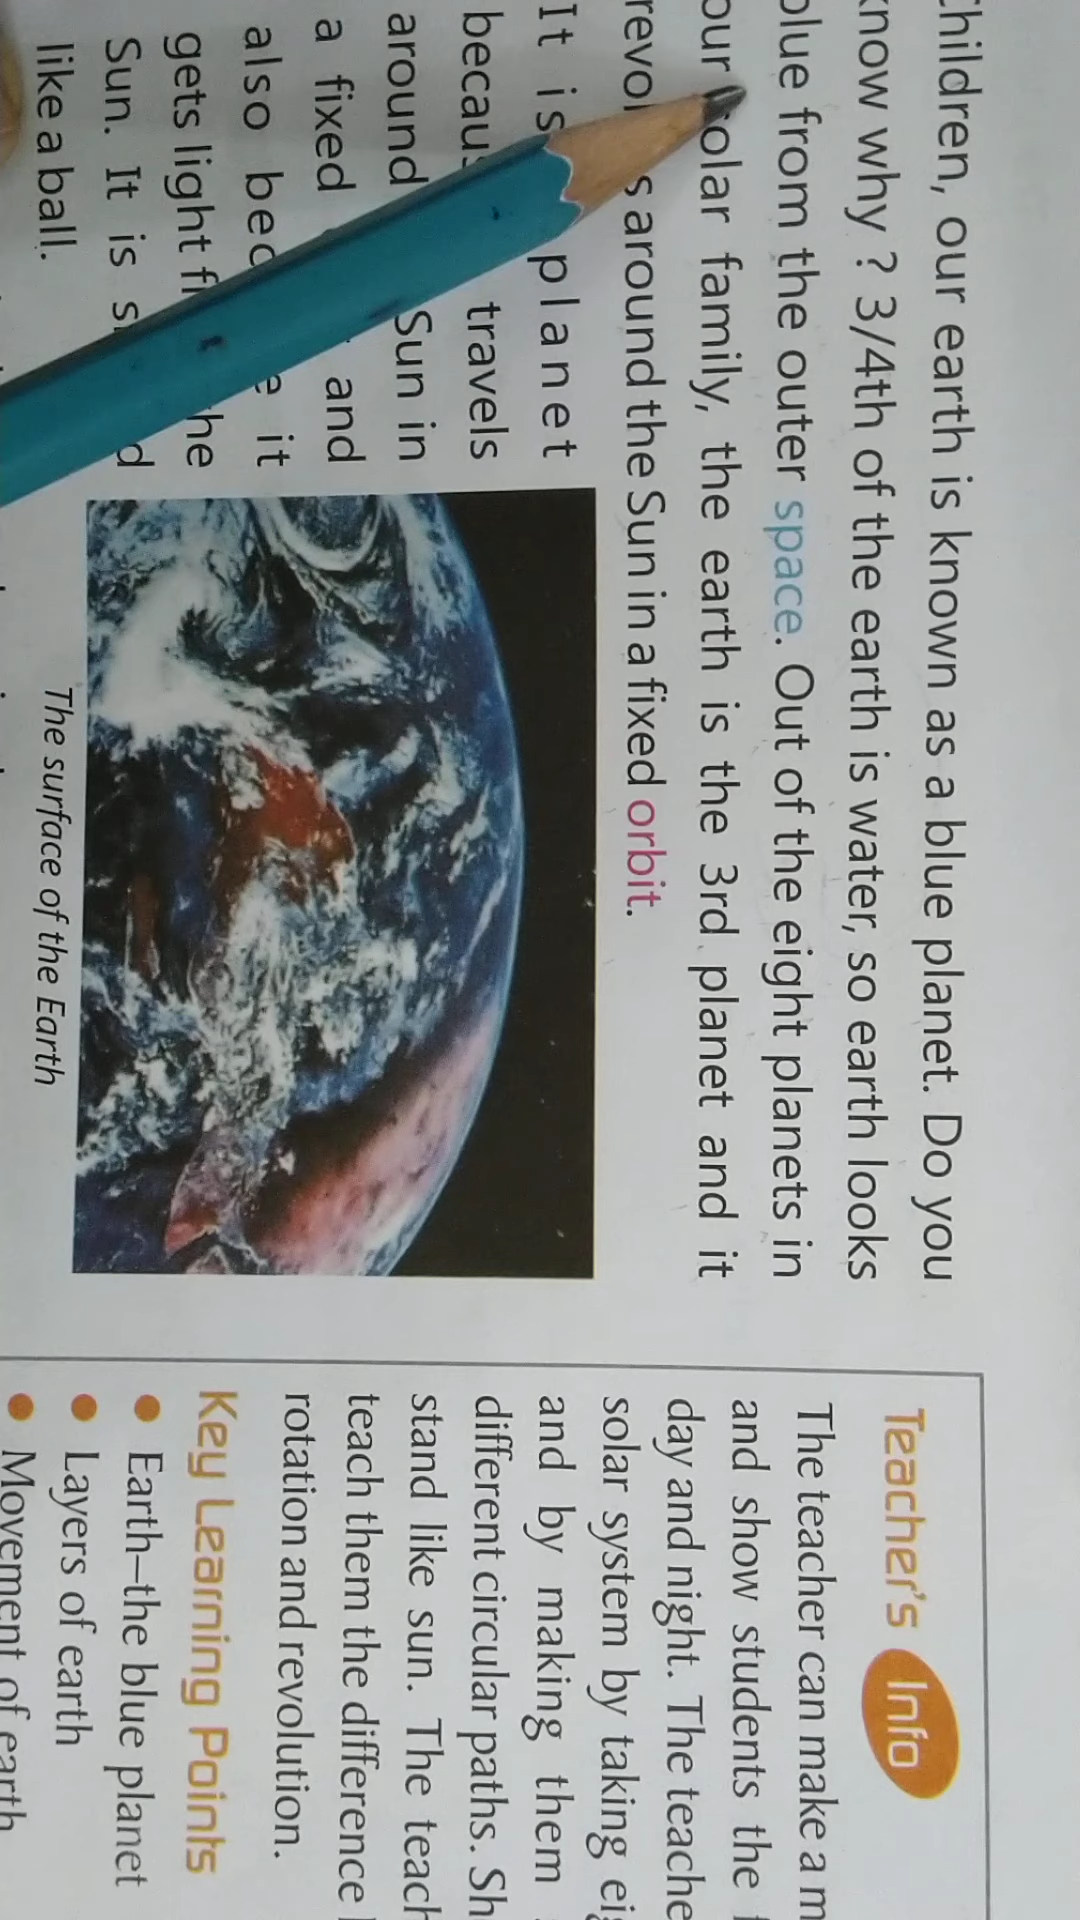 hildren, our earth is known as a blue planet. Do you
know why ? 3/4th of the earth is water, so earth looks
blue from the outer space. Out of the eight planets in
our solar family, the earth is the 3rd planet and it
around the Sun in a fixed orbit.
It is planet
travels
around Sun in
a fixed and
also it
gets light the
Sun. It is
like a ball.
The surface of the Earth
Teacher's Info
The teacher can make a m
and show students the
day and night. The teache
solar system by taking eig
and by making them
different circular paths. Sh
stand like sun. The teach
teach them the difference
rotation and revolution.
Key Learning Points
Earth–the blue planet
Layers of earth
Movement of earth